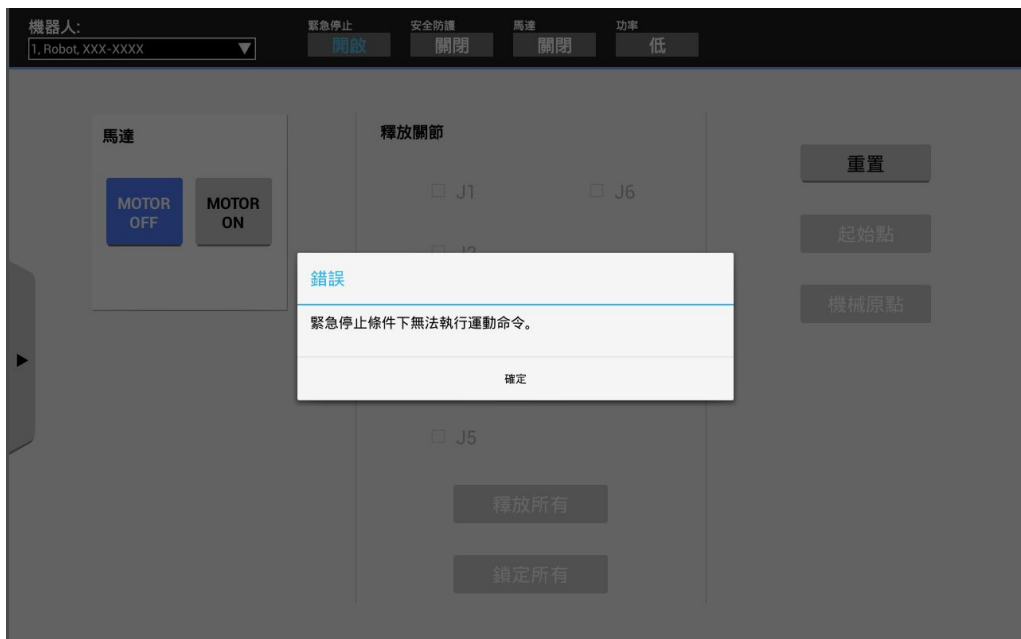 機器人:
1, Robot, XXX-XXXX
緊急停止 安全防護 馬達 功率
開啟 關閉 關閉 低
馬達
MOTOR
OFF
MOTOR
ON
釋放關節
J1 J6
J2
錯誤
緊急停止條件下無法執行運動命令。
確定
J5
釋放所有
鎖定所有
重置
起始點
機械原點